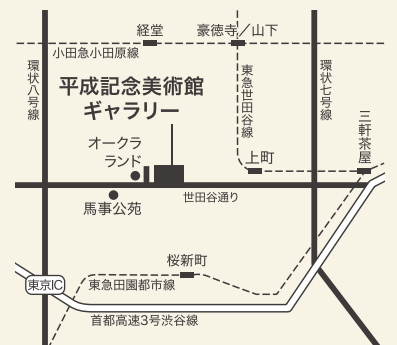 経堂
豪徳寺／山下
小田急小田原線
環状八号線
平成記念美術館
ギャラリー
東急世田谷線
環状七号線
三軒茶屋
オークラ
ランド
上町
馬事公苑
世田谷通り
桜新町
東京IC
東急田園都市線
首都高速3号渋谷線